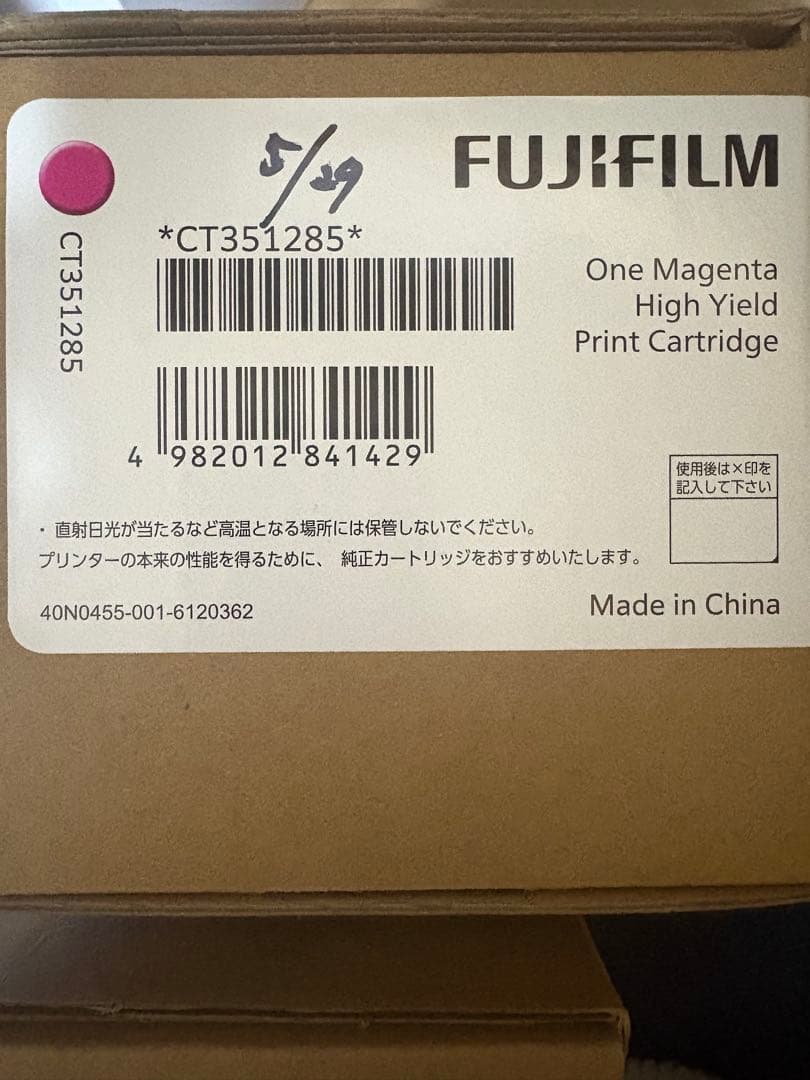 5/29
FUJIFILM
*CT351285*
CT351285
One Magenta
High Yield
Print Cartridge
4 982012 841429
使用後は×印を
記入して下さい
・ 直射日光が当たるなど高温となる場所には保管しないでください。
プリンターの本来の性能を得るために、 純正カートリッジをおすすめいたします。
40N0455-001-6120362
Made in China